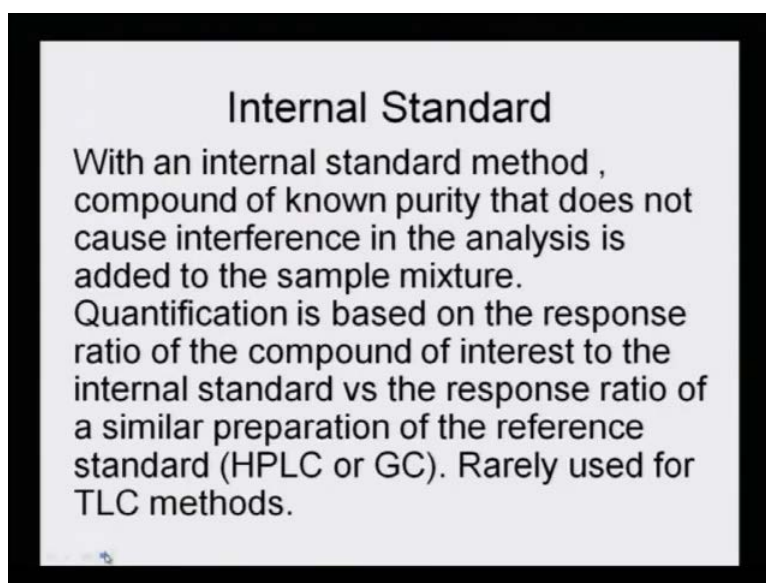 Internal Standard
With an internal standard method ,
compound of known purity that does not
cause interference in the analysis is
added to the sample mixture.
Quantification is based on the response
ratio of the compound of interest to the
internal standard vs the response ratio of
a similar preparation of the reference
standard (HPLC or GC). Rarely used for
TLC methods.